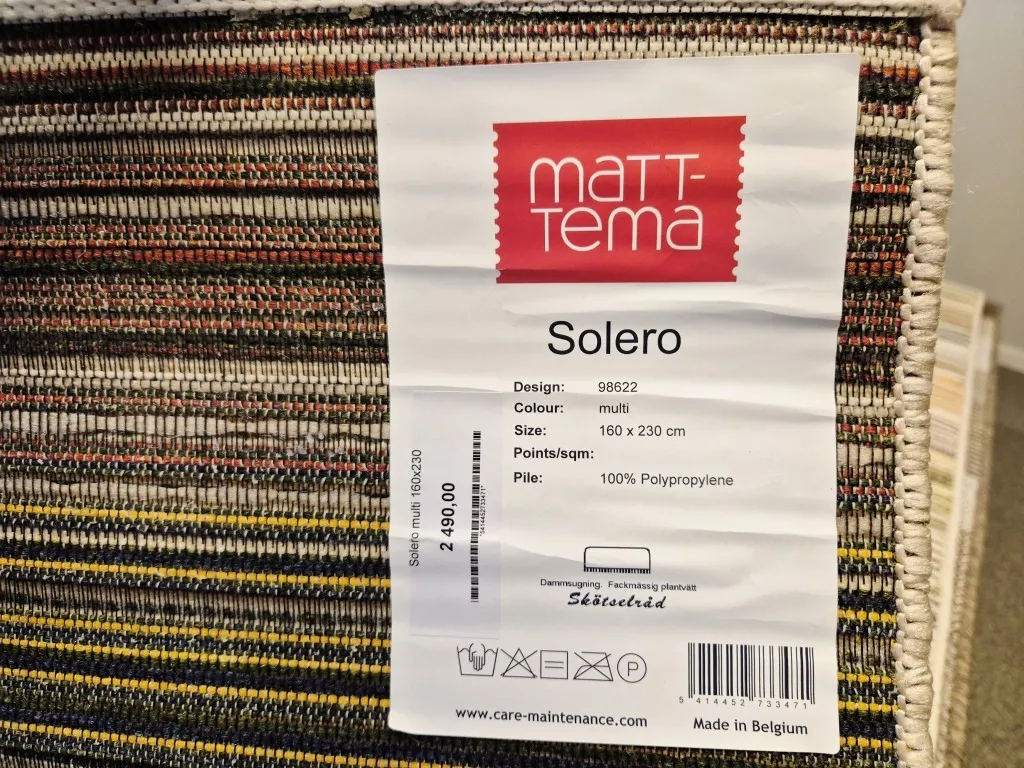 matt-
tema
Solero
Design: 98622
Colour: multi
Size: 160 x 230 cm
Points/sqm:
Pile: 100% Polypropylene
Solero multi 160x230
2 490,00
*5414452733471*
Dammsugning. Fackmässig plantvätt
Skötselråd
P
www.care-maintenance.com
5 414452 733471
Made in Belgium